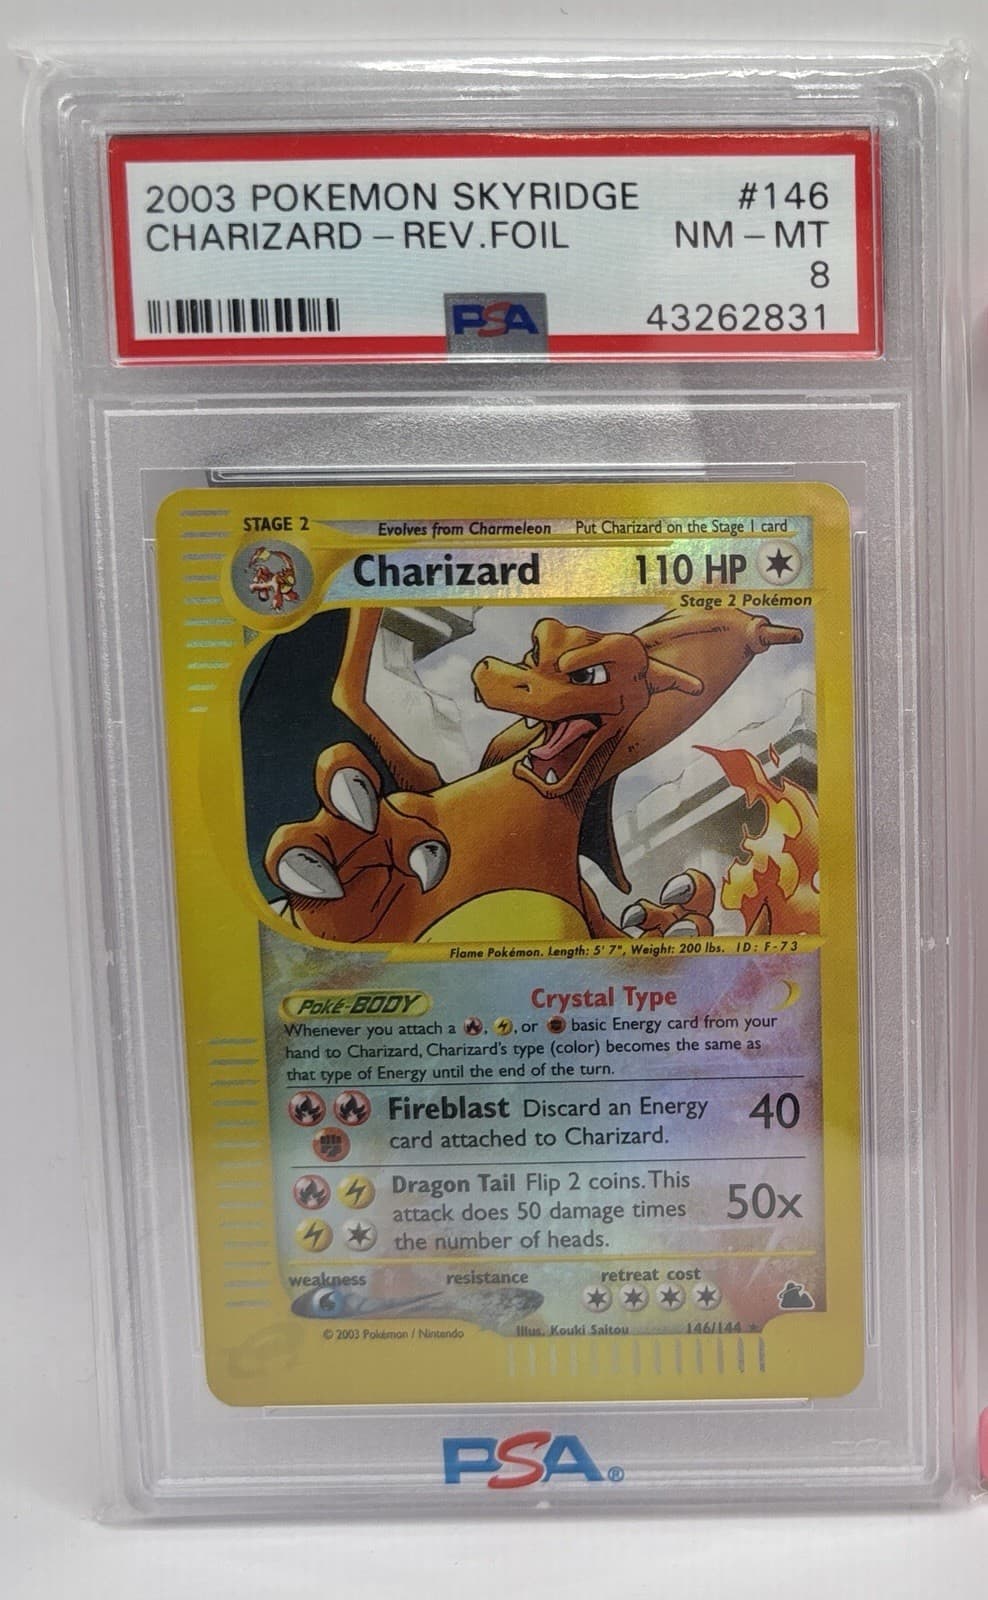 2003 POKEMON SKYRIDGE #146
CHARIZARD - REV.FOIL NM - MT
8
PSA 43262831
STAGE 2 Evolves from Charmeleon Put Charizard on the Stage 1 card
Charizard 110 HP
Stage 2 Pokémon
Flame Pokémon. Length: 5' 7", Weight: 200 lbs. ID: F-73
Poké-BODY Crystal Type
Whenever you attach a , , or basic Energy card from your
hand to Charizard, Charizard's type (color) becomes the same as
that type of Energy until the end of the turn.
Fireblast Discard an Energy 40
card attached to Charizard.
Dragon Tail Flip 2 coins. This
attack does 50 damage times 50x
the number of heads.
weakness resistance retreat cost
© 2003 Pokémon / Nintendo Illus. Kouki Saitou 146/144 ★
PSA®